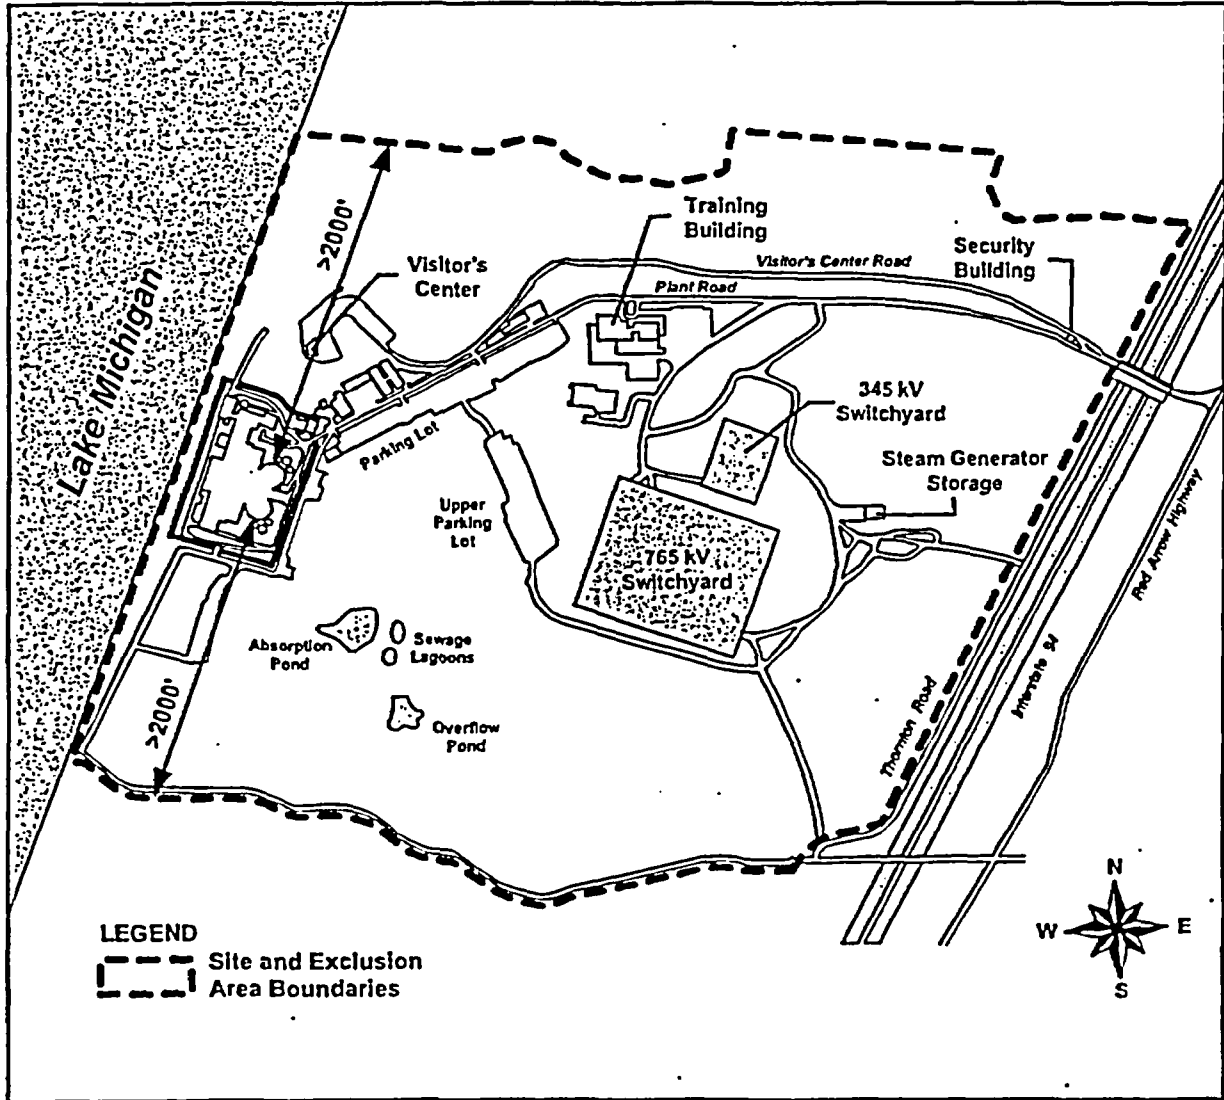 Lake Michigan
>2000'
Visitor's
Center
Training
Building
Visitor's Center Road
Plant Road
Security
Building
345 kV
Switchyard
Parking Lot
Steam Generator
Storage
Upper
Parking
Lot
765 kV
Switchyard
Red Arrow Highway
Absorption
Pond
Sewage
Lagoons
Interstate 94
Thornton Road
>2000'
Overflow
Pond
N
W
E
S
LEGEND
Site and Exclusion
Area Boundaries